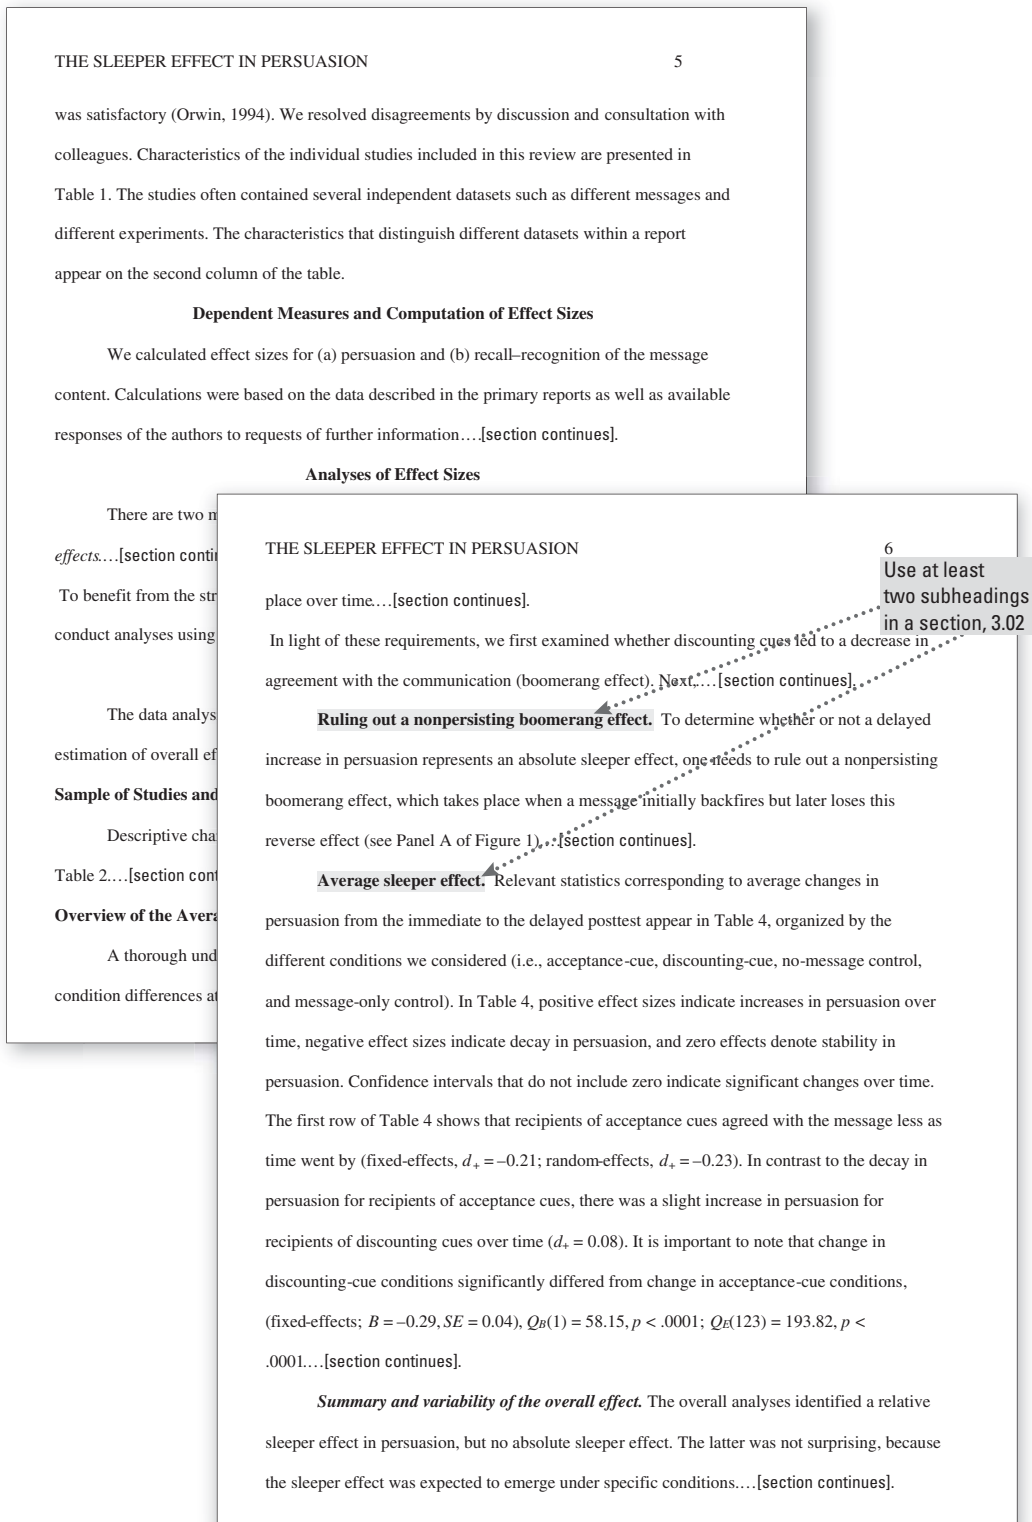 THE SLEEPER EFFECT IN PERSUASION 5
was satisfactory (Orwin, 1994). We resolved disagreements by discussion and consultation with
colleagues. Characteristics of the individual studies included in this review are presented in
Table 1. The studies often contained several independent datasets such as different messages and
different experiments. The characteristics that distinguish different datasets within a report
appear on the second column of the table.
Dependent Measures and Computation of Effect Sizes
We calculated effect sizes for (a) persuasion and (b) recall–recognition of the message
content. Calculations were based on the data described in the primary reports as well as available
responses of the authors to requests of further information….[section continues].
Analyses of Effect Sizes
There are two
effects.…[section
To benefit from the
conduct analyses using
The data
estimation of overall
Sample of Studies and
Descriptive
Table 2.…[section
Overview of the
A thorough
condition differences
THE SLEEPER EFFECT IN PERSUASION 6
Use at least
two subheadings
in a section, 3.02
place over time.…[section continues].
In light of these requirements, we first examined whether discounting cues led to a decrease in
agreement with the communication (boomerang effect). Next,.…[section continues].
Ruling out a nonpersisting boomerang effect. To determine whether or not a delayed
increase in persuasion represents an absolute sleeper effect, one needs to rule out a nonpersisting
boomerang effect, which takes place when a message initially backfires but later loses this
reverse effect (see Panel A of Figure 1).…[section continues].
Average sleeper effect. Relevant statistics corresponding to average changes in
persuasion from the immediate to the delayed posttest appear in Table 4, organized by the
different conditions we considered (i.e., acceptance-cue, discounting-cue, no-message control,
and message-only control). In Table 4, positive effect sizes indicate increases in persuasion over
time, negative effect sizes indicate decay in persuasion, and zero effects denote stability in
persuasion. Confidence intervals that do not include zero indicate significant changes over time.
The first row of Table 4 shows that recipients of acceptance cues agreed with the message less as
time went by (fixed-effects, d₊ = –0.21; random-effects, d₊ = –0.23). In contrast to the decay in
persuasion for recipients of acceptance cues, there was a slight increase in persuasion for
recipients of discounting cues over time (d₊ = 0.08). It is important to note that change in
discounting-cue conditions significantly differed from change in acceptance-cue conditions,
(fixed-effects; B = –0.29, SE = 0.04), QB(1) = 58.15, p < .0001; QE(123) = 193.82, p <
.0001.…[section continues].
Summary and variability of the overall effect. The overall analyses identified a relative
sleeper effect in persuasion, but no absolute sleeper effect. The latter was not surprising, because
the sleeper effect was expected to emerge under specific conditions.…[section continues].